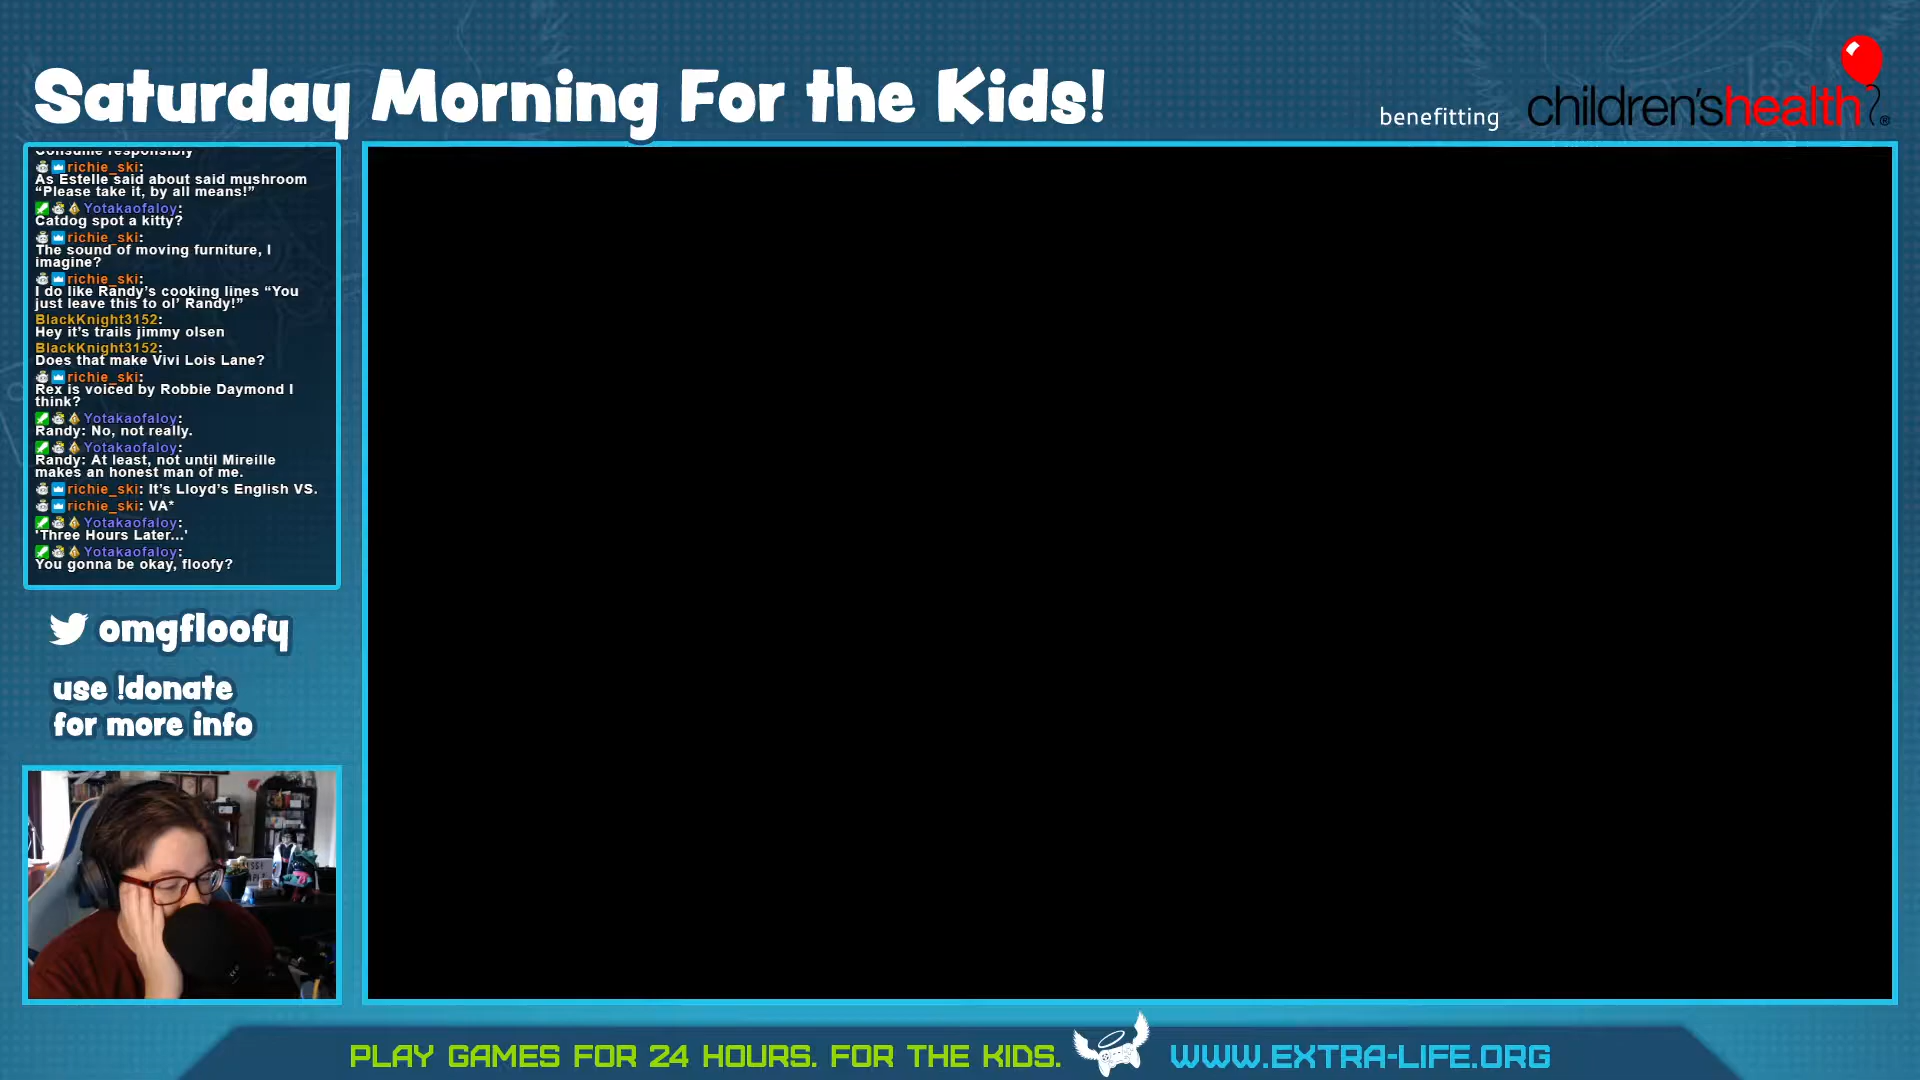 Saturday Morning For the Kids!
benefitting
children'shealth®
Consume responsibly
richie_ski:
As Estelle said about said mushroom
“Please take it, by all means!”
Yotakaofaloy:
Catdog spot a kitty?
richie_ski:
The sound of moving furniture, I
imagine?
richie_ski:
I do like Randy’s cooking lines “You
just leave this to ol’ Randy!”
BlackKnight3152:
Hey it’s trails jimmy olsen
BlackKnight3152:
Does that make Vivi Lois Lane?
richie_ski:
Rex is voiced by Robbie Daymond I
think?
Yotakaofaloy:
Randy: No, not really.
Yotakaofaloy:
Randy: At least, not until Mireille
makes an honest man of me.
richie_ski: It’s Lloyd’s English VS.
richie_ski: VA*
Yotakaofaloy:
'Three Hours Later...'
Yotakaofaloy:
You gonna be okay, floofy?
omgfloofy
use !donate
for more info
PLAY GAMES FOR 24 HOURS. FOR THE KIDS.
WWW.EXTRA-LIFE.ORG